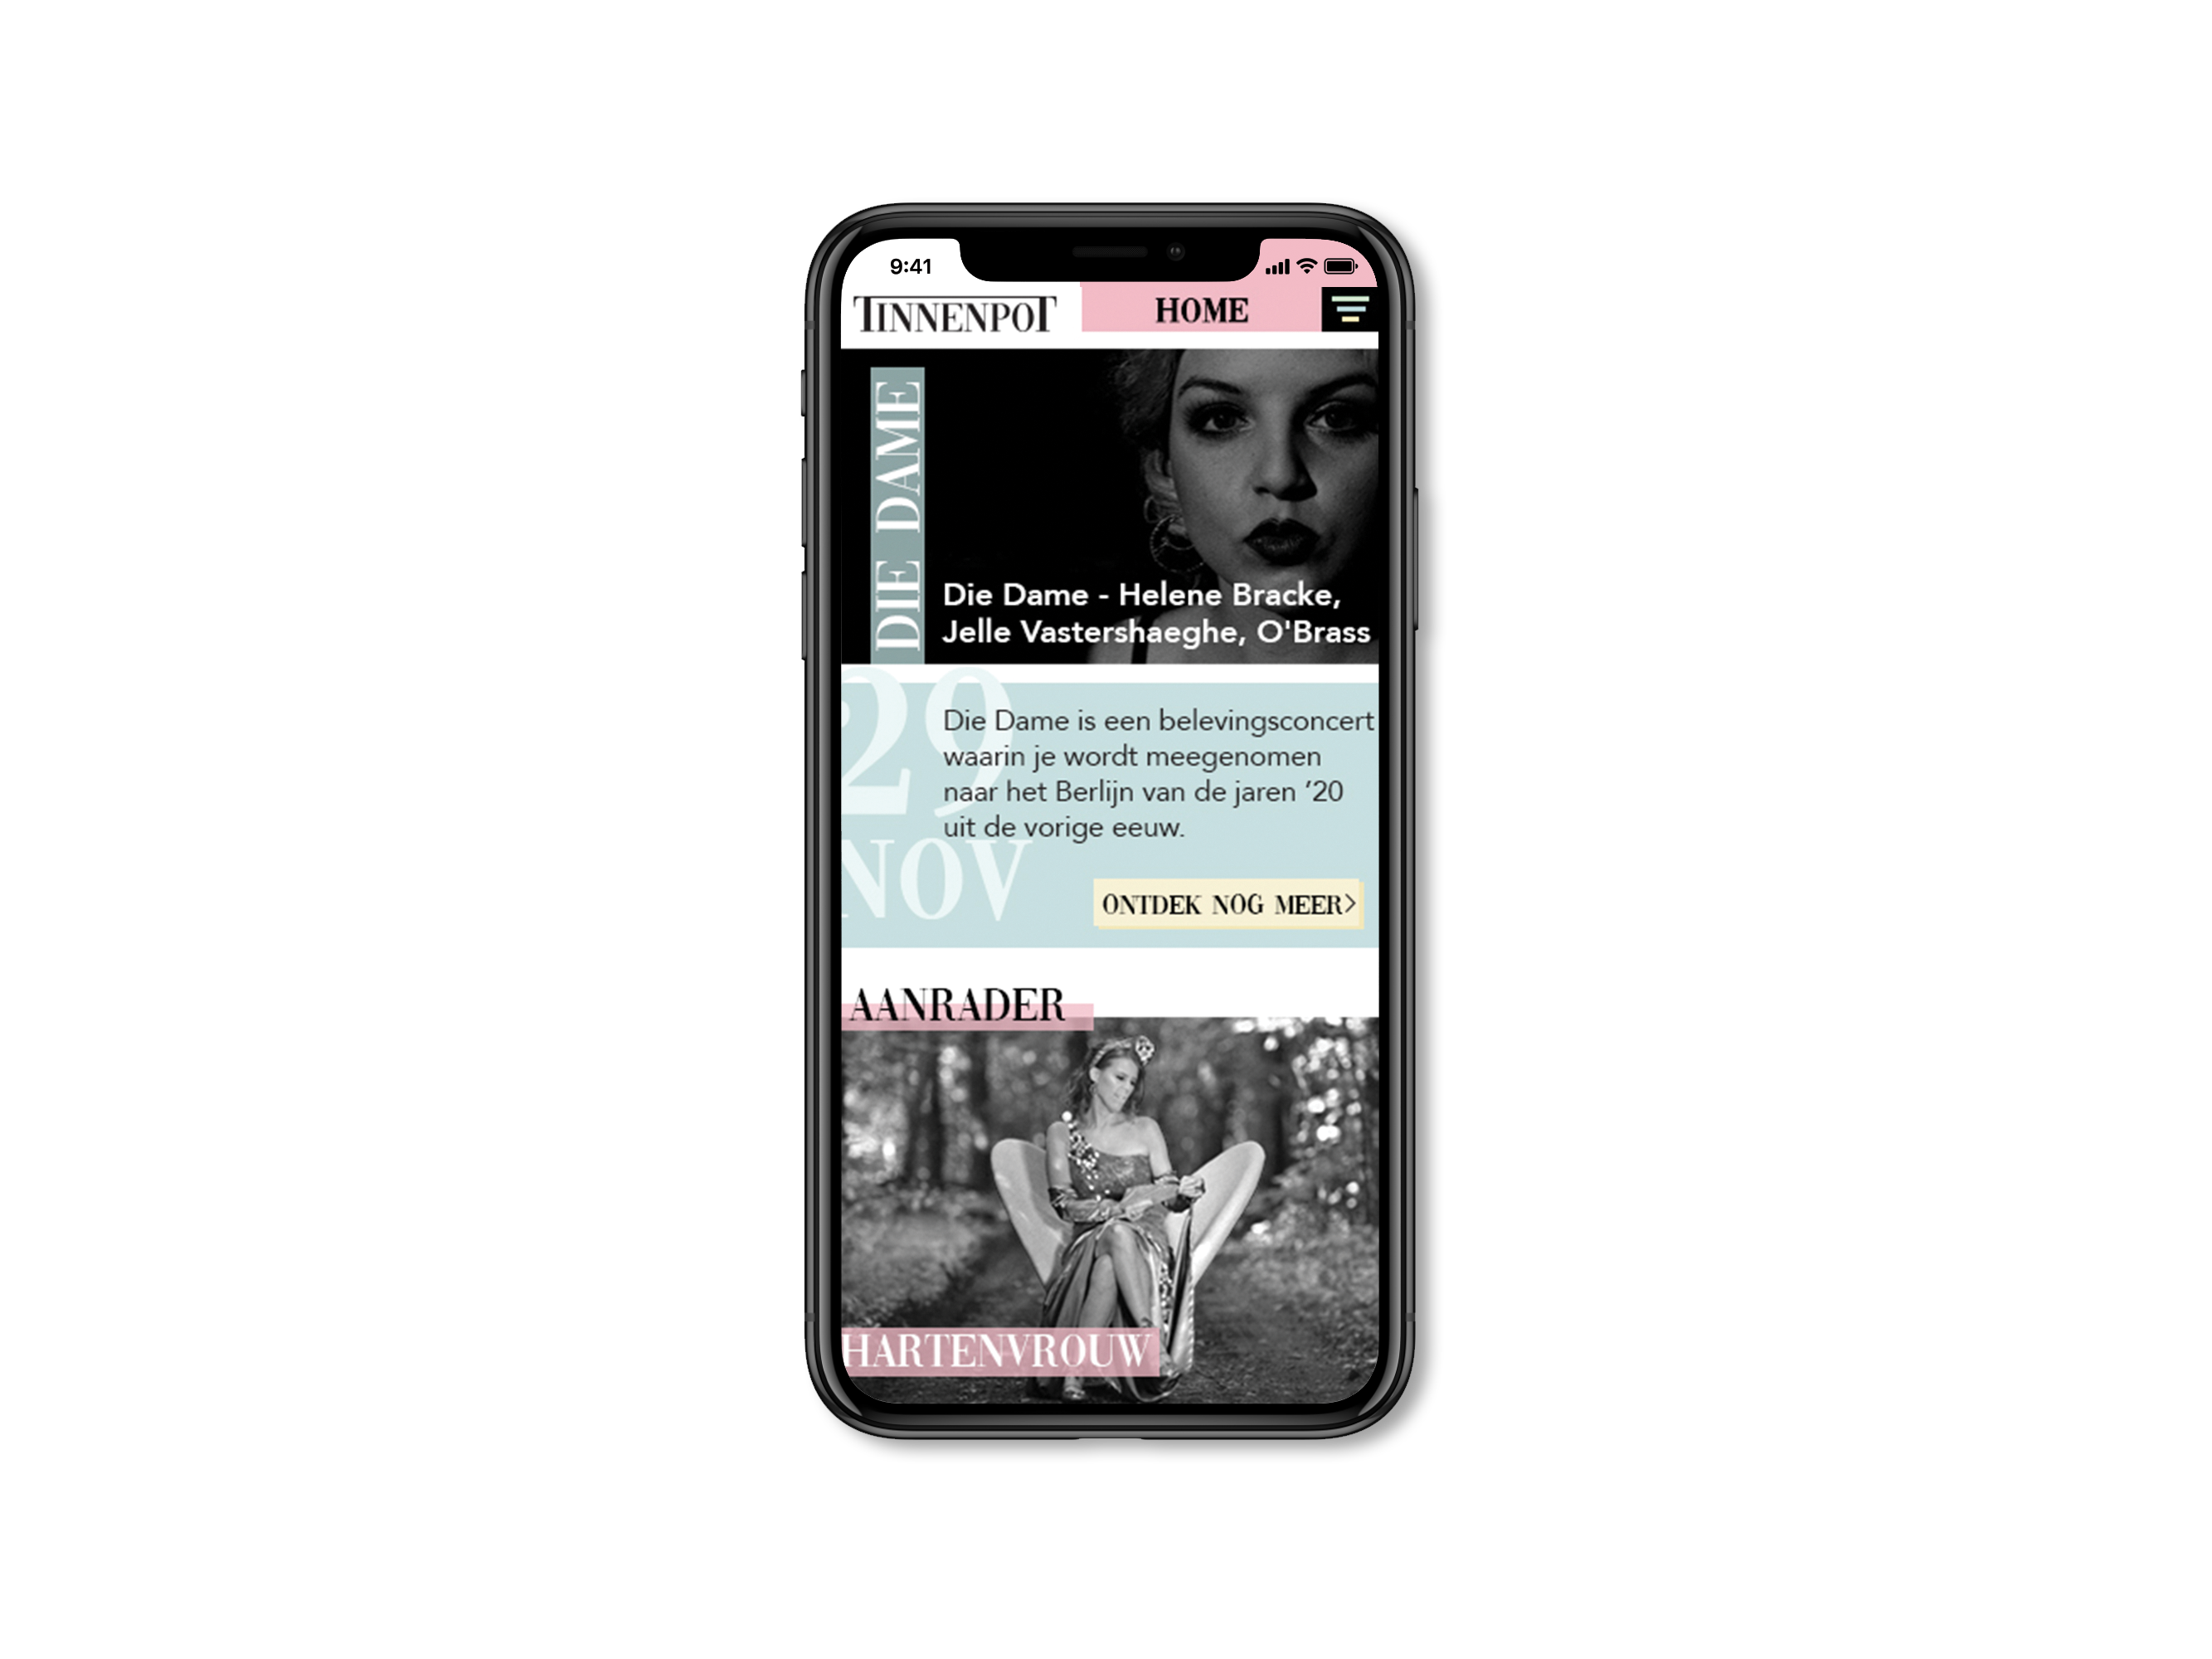 9:41
TINNENPOT
HOME
DIE DAME
Die Dame - Helene Bracke,
Jelle Vastershaeghe, O'Brass
29
NOV
Die Dame is een belevingsconcert
waarin je wordt meegenomen
naar het Berlijn van de jaren ‘20
uit de vorige eeuw.
ONTDEK NOG MEER>
AANRADER
HARTENVROUW